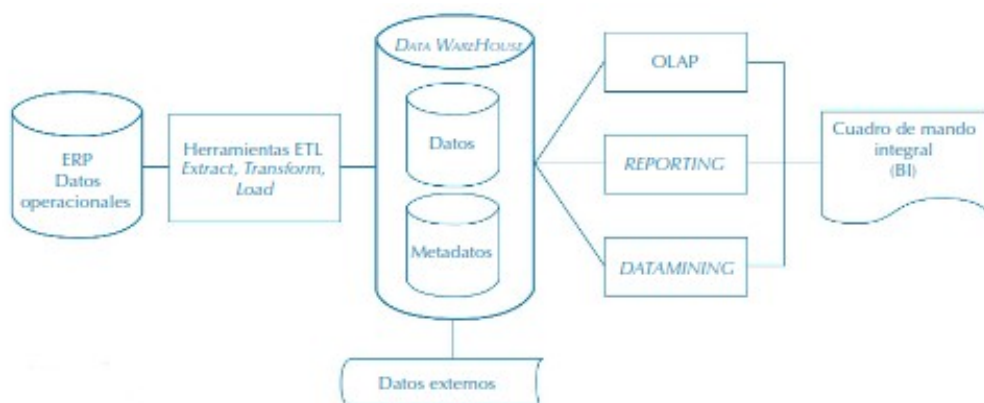 DATA WAREHOUSE
OLAP
ERP
Datos
operacionales
Herramientas ETL
Extract, Transform,
Load
Datos
REPORTING
Cuadro de mando
integral
(BI)
Metadatos
DATAMINING
Datos externos